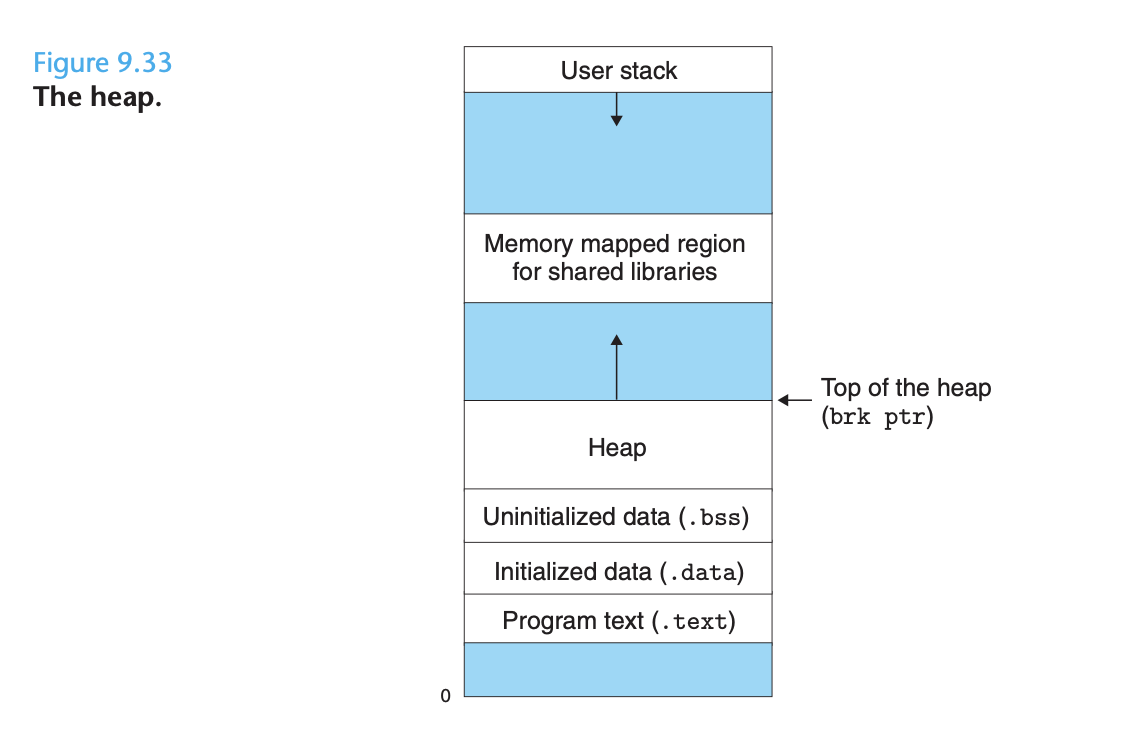 Figure 9.33
The heap.
User stack
Memory mapped region
for shared libraries
Top of the heap
(brk ptr)
Heap
Uninitialized data (.bss)
Initialized data (.data)
Program text (.text)
0